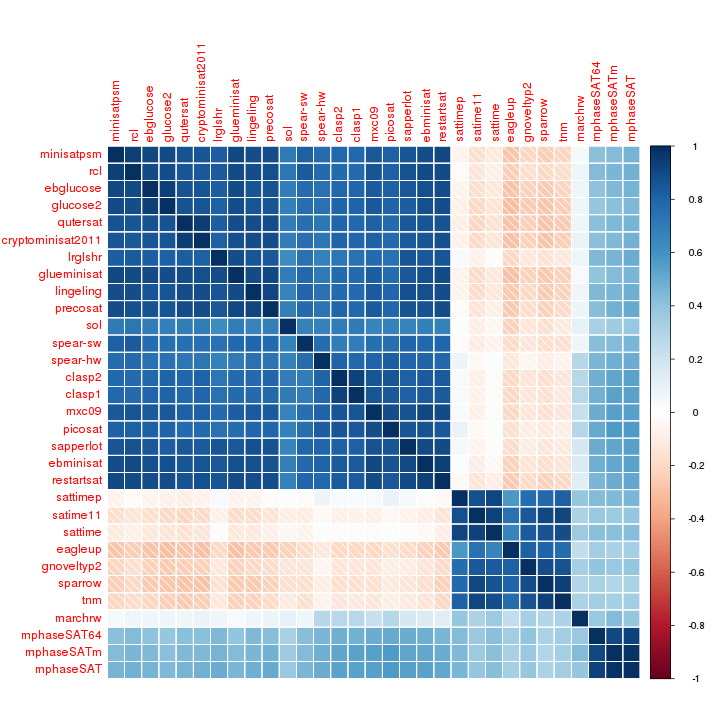 minisatpsm
rcl
ebglucose
glucose2
qutersat
cryptominisat2011
lrglshr
glueminisat
lingeling
precosat
sol
spear-sw
spear-hw
clasp2
clasp1
mxc09
picosat
sapperlot
ebminisat
restartsat
sattimep
satime11
sattime
eagleup
gnoveltyp2
sparrow
tnm
marchrw
mphaseSAT64
mphaseSATm
mphaseSAT
minisatpsm
rcl
ebglucose
glucose2
qutersat
cryptominisat2011
lrglshr
glueminisat
lingeling
precosat
sol
spear-sw
spear-hw
clasp2
clasp1
mxc09
picosat
sapperlot
ebminisat
restartsat
sattimep
satime11
sattime
eagleup
gnoveltyp2
sparrow
tnm
marchrw
mphaseSAT64
mphaseSATm
mphaseSAT
1
0.8
0.6
0.4
0.2
0
-0.2
-0.4
-0.6
-0.8
-1